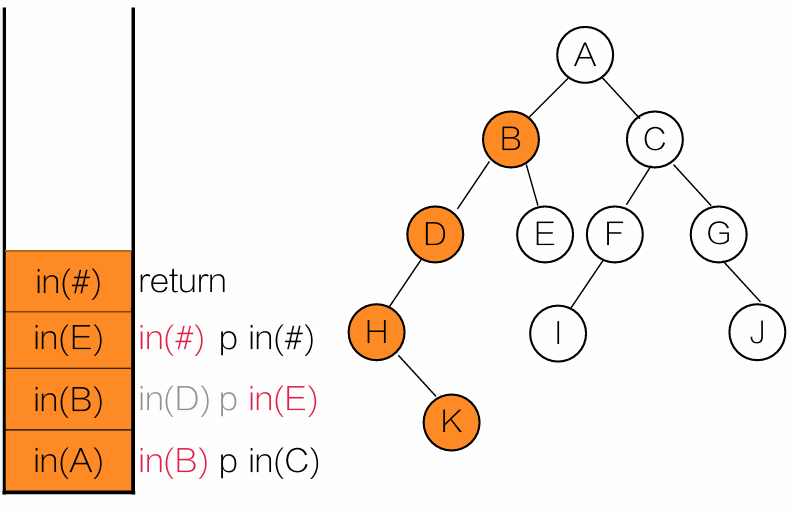 A
B C
D E F G
in(#) return
H I J
in(E) in(#) p in(#)
in(B) in(D) p in(E)
K
in(A) in(B) p in(C)